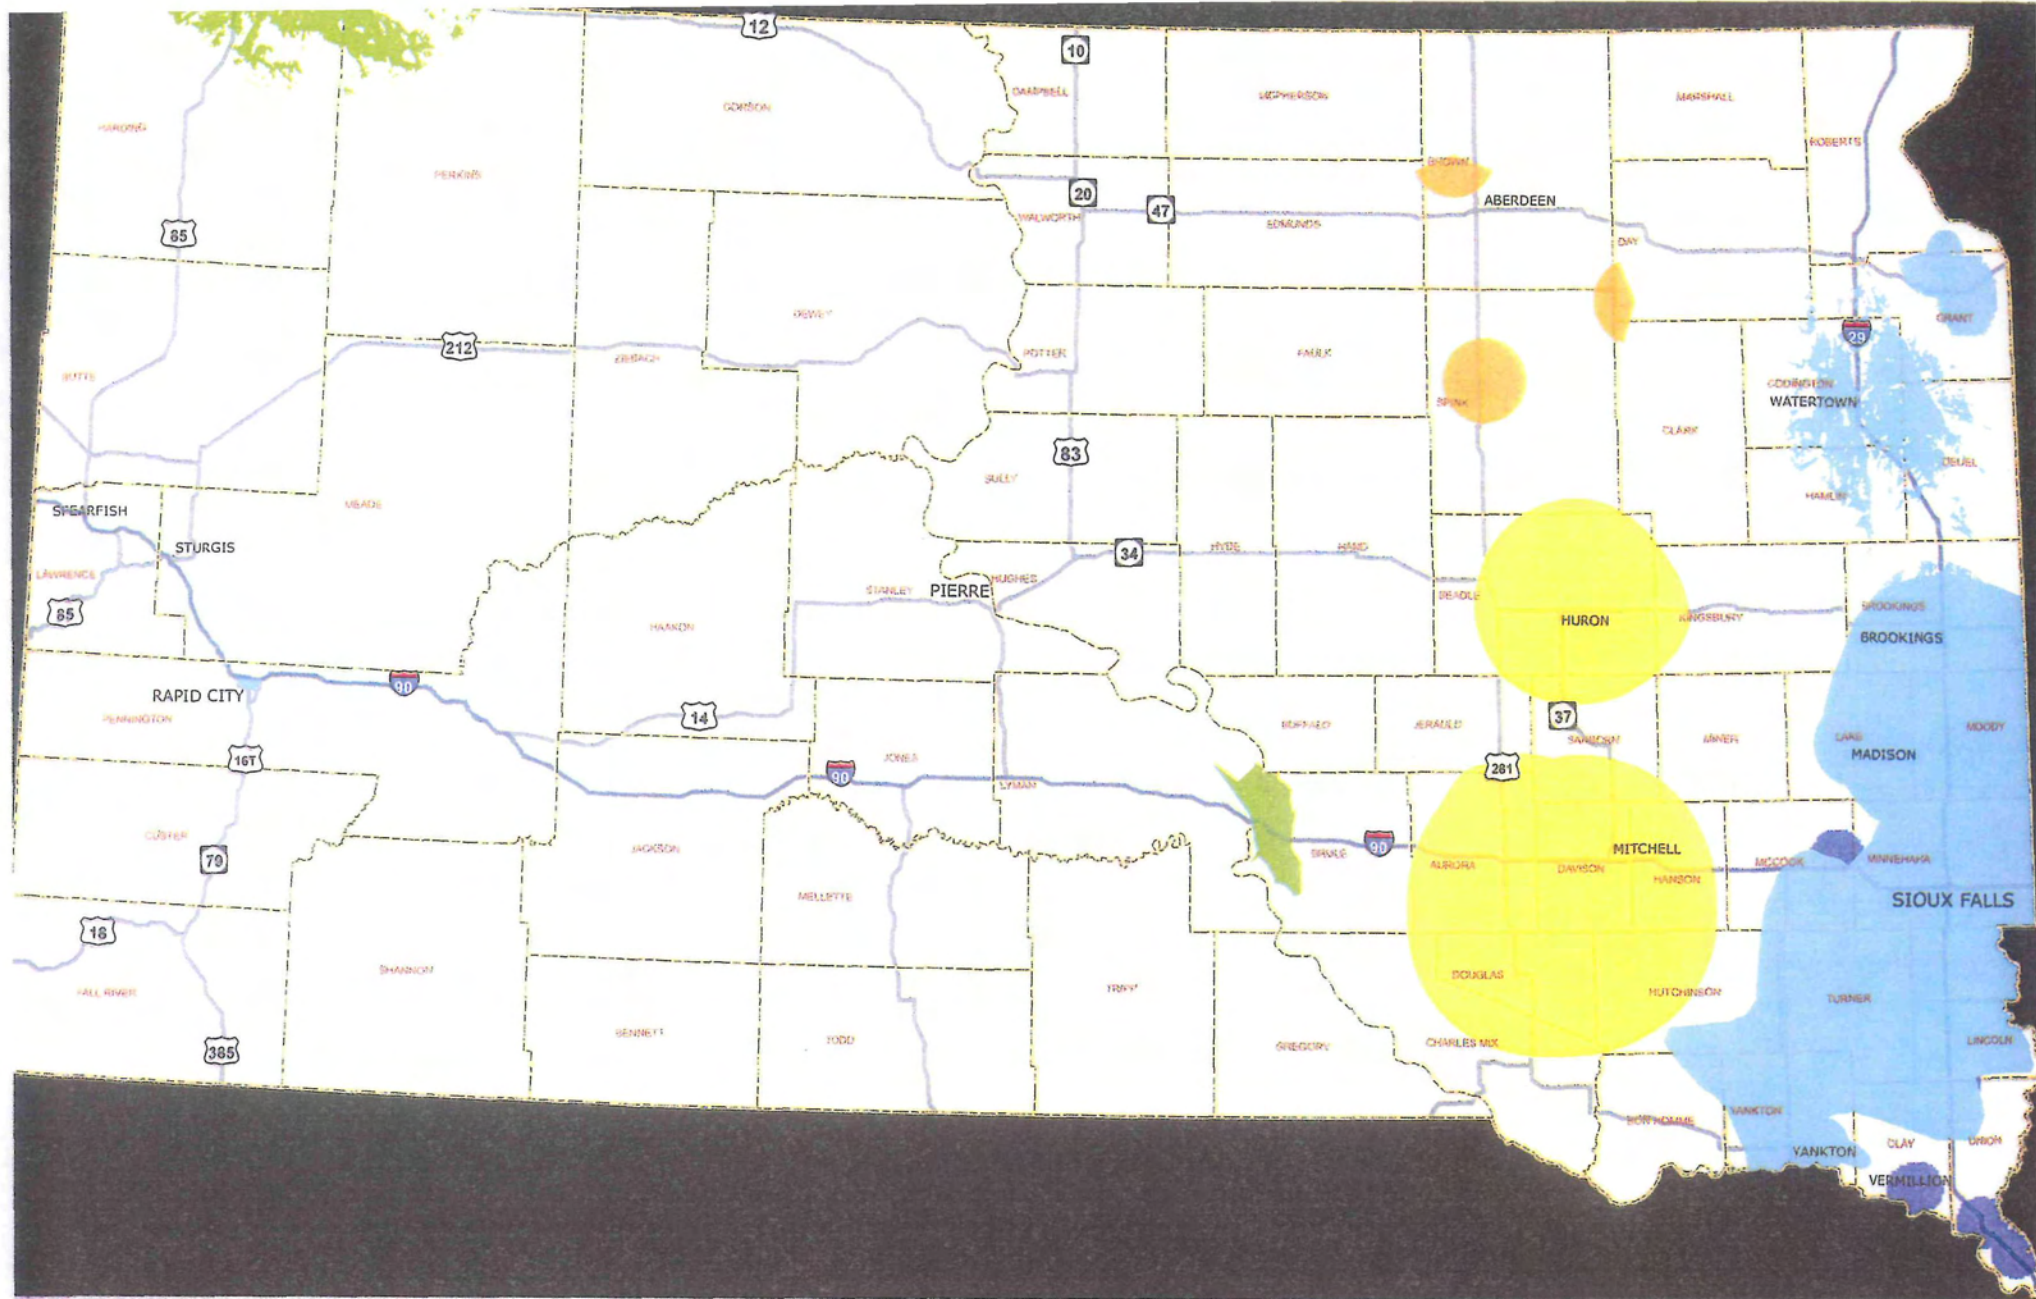 12
10
CAMPBELL
MCPHERSON
MARSHALL
CORSON
HARDING
ROBERTS
BROWN
PERKINS
20
47
ABERDEEN
WALWORTH
EDMUNDS
DAY
85
DEWEY
GRANT
29
212
ZIEBACH
POTTER
FAULK
BUTTE
CODINGTON
WATERTOWN
SPINK
CLARK
83
DEUEL
SULLY
HAMLIN
MEADE
SPEARFISH
STURGIS
34
HYDE
HAND
LAWRENCE
HUGHES
STANLEY
PIERRE
BEADLE
BROOKINGS
85
HURON
KINGSBURY
HAAKON
BROOKINGS
90
RAPID CITY
PENNINGTON
14
BUFFALO
JERAULD
37
SANBORN
MINER
LAKE
MOODY
MADISON
16T
JONES
281
90
LYMAN
CUSTER
79
JACKSON
BRULE
90
MITCHELL
AURORA
DAVISON
HANSON
MCCOOK
MINNEHAHA
MELLETTE
SIOUX FALLS
18
SHANNON
DOUGLAS
FALL RIVER
TRIPP
HUTCHINSON
TURNER
BENNETT
TODD
GREGORY
CHARLES MIX
LINCOLN
385
BON HOMME
YANKTON
YANKTON
CLAY
UNION
VERMILLION